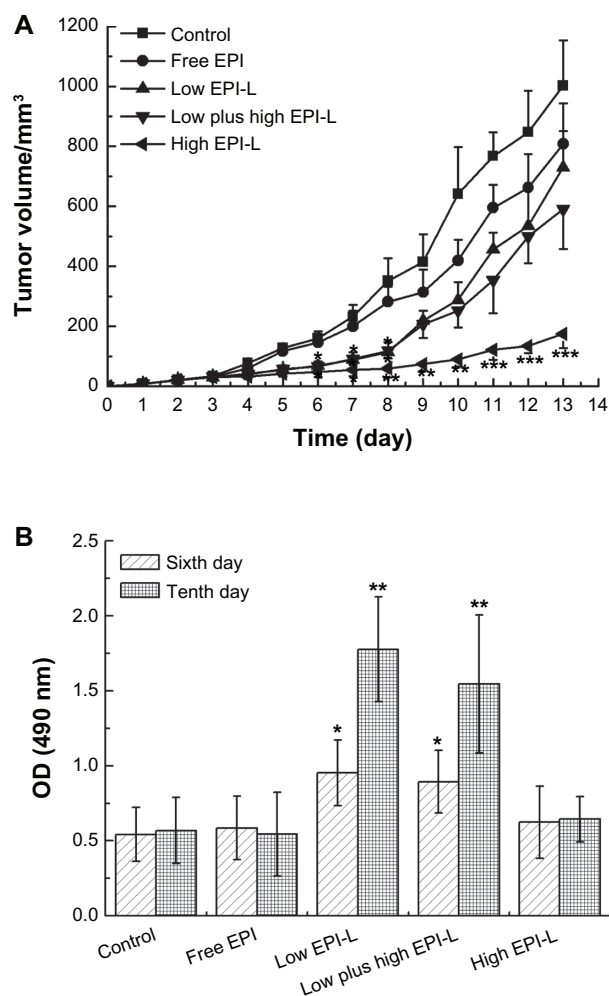 A
1200
1000
800
600
400
200
0
Tumor volume/mm³
Control
Free EPI
Low EPI-L
Low plus high EPI-L
High EPI-L
* * *
* * *
** ** ** *** *** ***
0 1 2 3 4 5 6 7 8 9 10 11 12 13 14
Time (day)
B
2.5
2.0
1.5
1.0
0.5
0.0
OD (490 nm)
Sixth day
Tenth day
* ** * **
Control
Free EPI
Low EPI-L
Low plus high EPI-L
High EPI-L